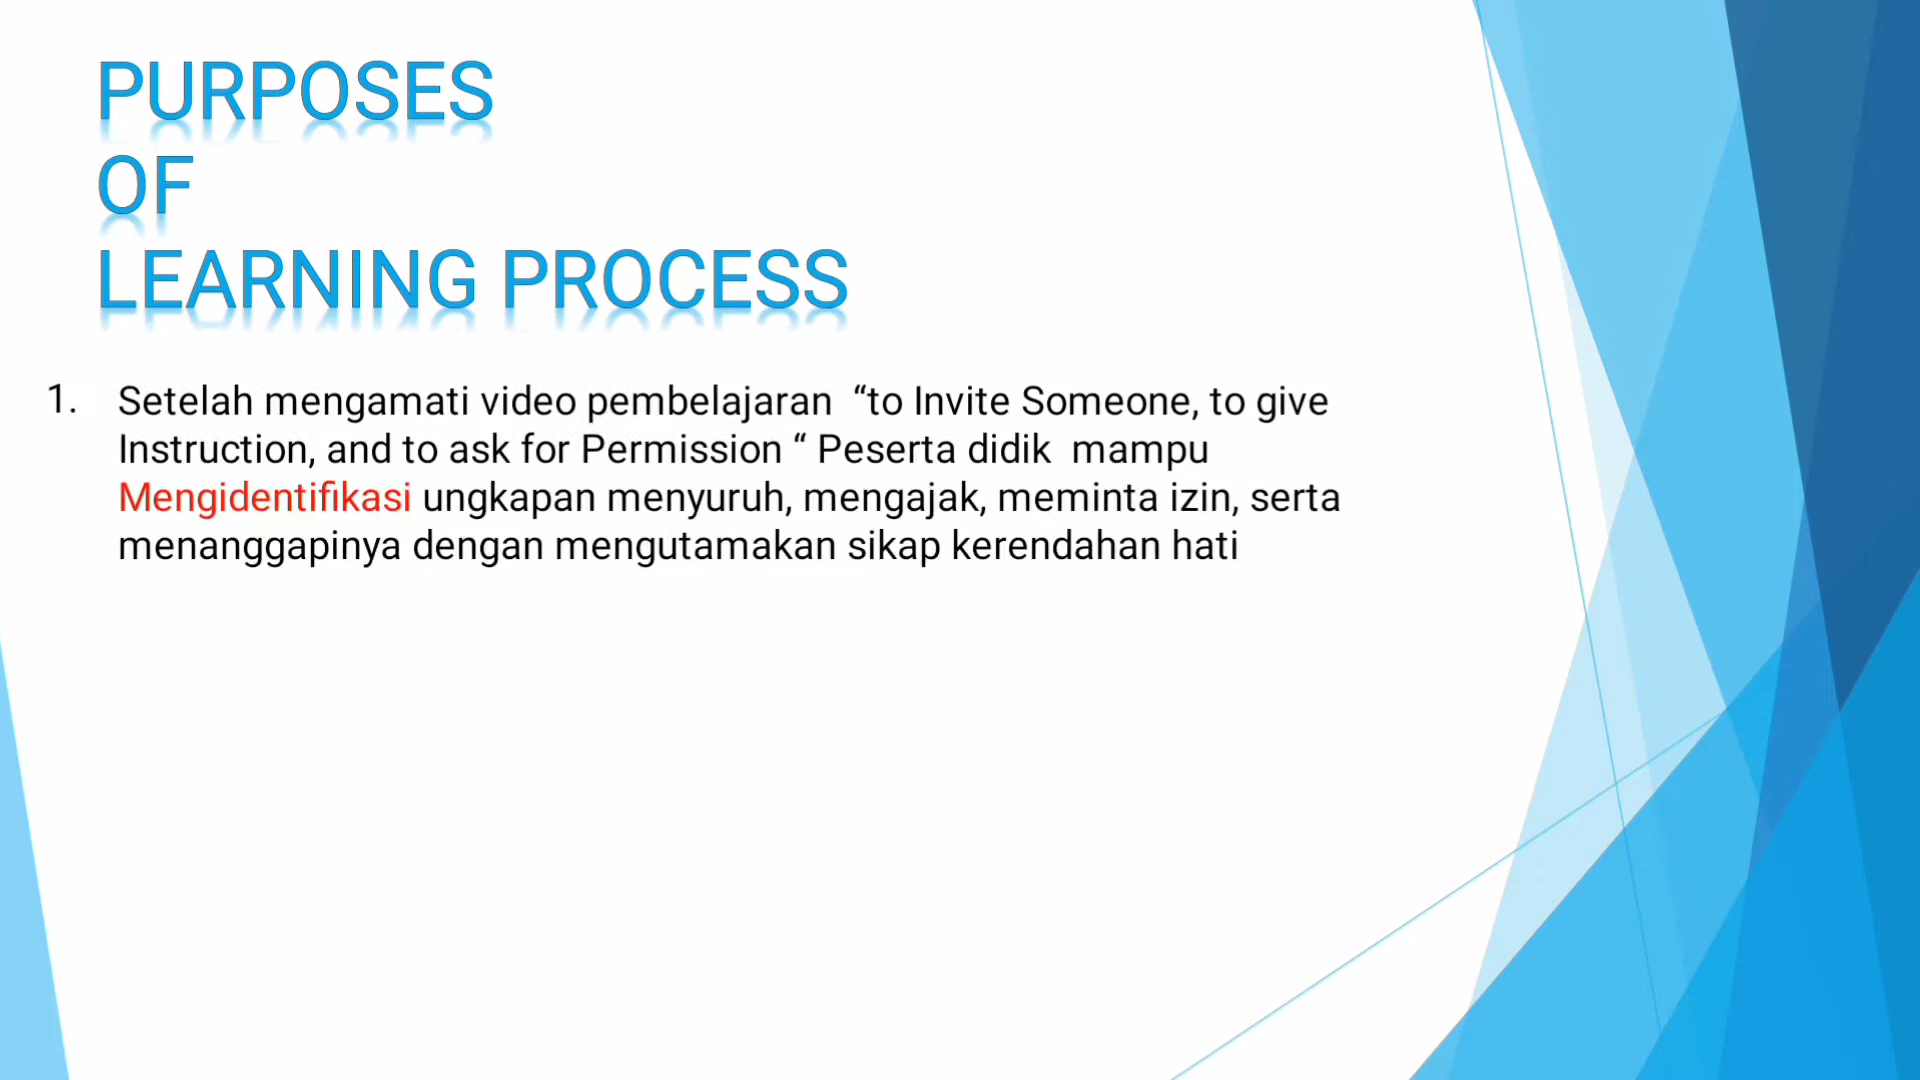 PURPOSES
OF
LEARNING PROCESS
1. Setelah mengamati video pembelajaran “to Invite Someone, to give
Instruction, and to ask for Permission “ Peserta didik mampu
Mengidentifikasi ungkapan menyuruh, mengajak, meminta izin, serta
menanggapinya dengan mengutamakan sikap kerendahan hati